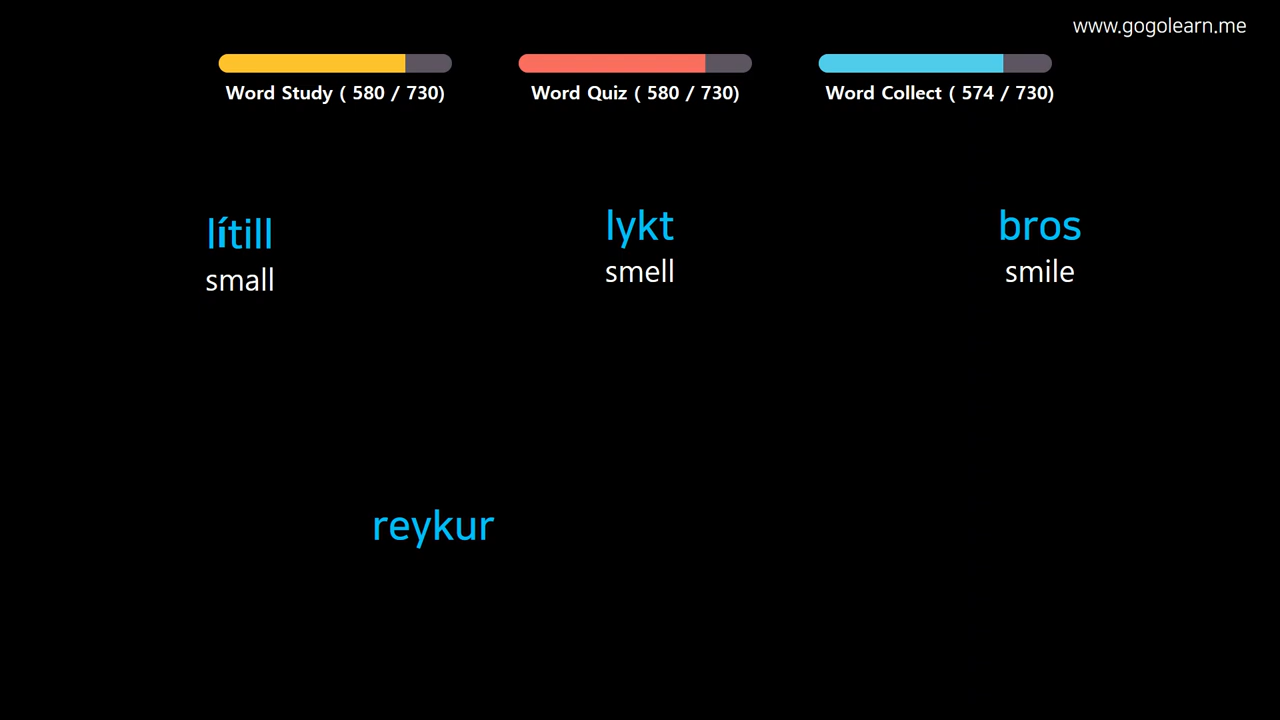 www.gogolearn.me
Word Study ( 580 / 730)
Word Quiz ( 580 / 730)
Word Collect ( 574 / 730)
lítill
small
lykt
smell
bros
smile
reykur